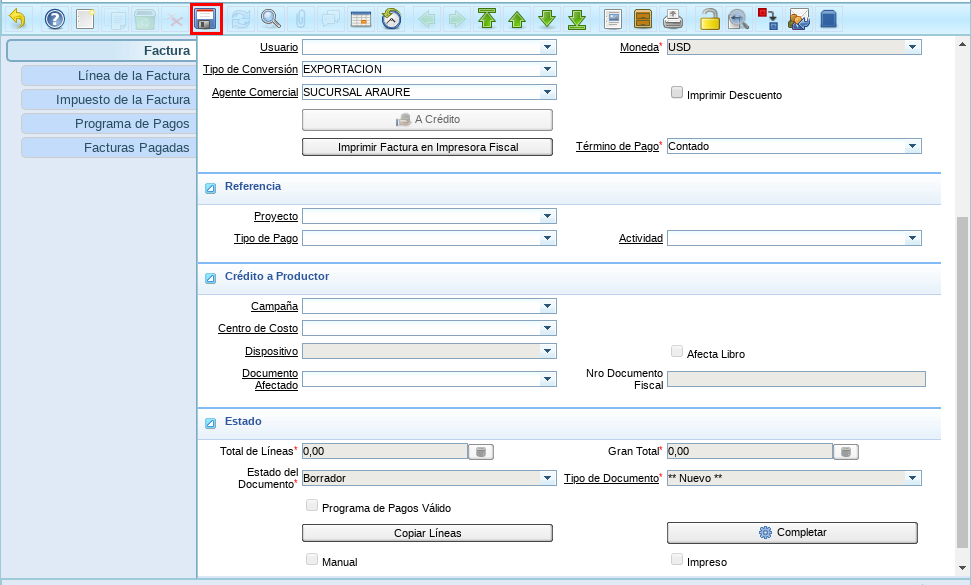 Factura
Línea de la Factura
Impuesto de la Factura
Programa de Pagos
Facturas Pagadas
Usuario
Moneda* USD
Tipo de Conversión EXPORTACION
Agente Comercial SUCURSAL ARAURE
Imprimir Descuento
A Crédito
Imprimir Factura en Impresora Fiscal
Término de Pago* Contado
Referencia
Proyecto
Tipo de Pago
Actividad
Crédito a Productor
Campaña
Centro de Costo
Dispositivo
Afecta Libro
Documento
Afectado
Nro Documento
Fiscal
Estado
Total de Líneas* 0,00
Gran Total* 0,00
Estado del
Documento* Borrador
Tipo de Documento* ** Nuevo **
Programa de Pagos Válido
Copiar Líneas
Completar
Manual
Impreso